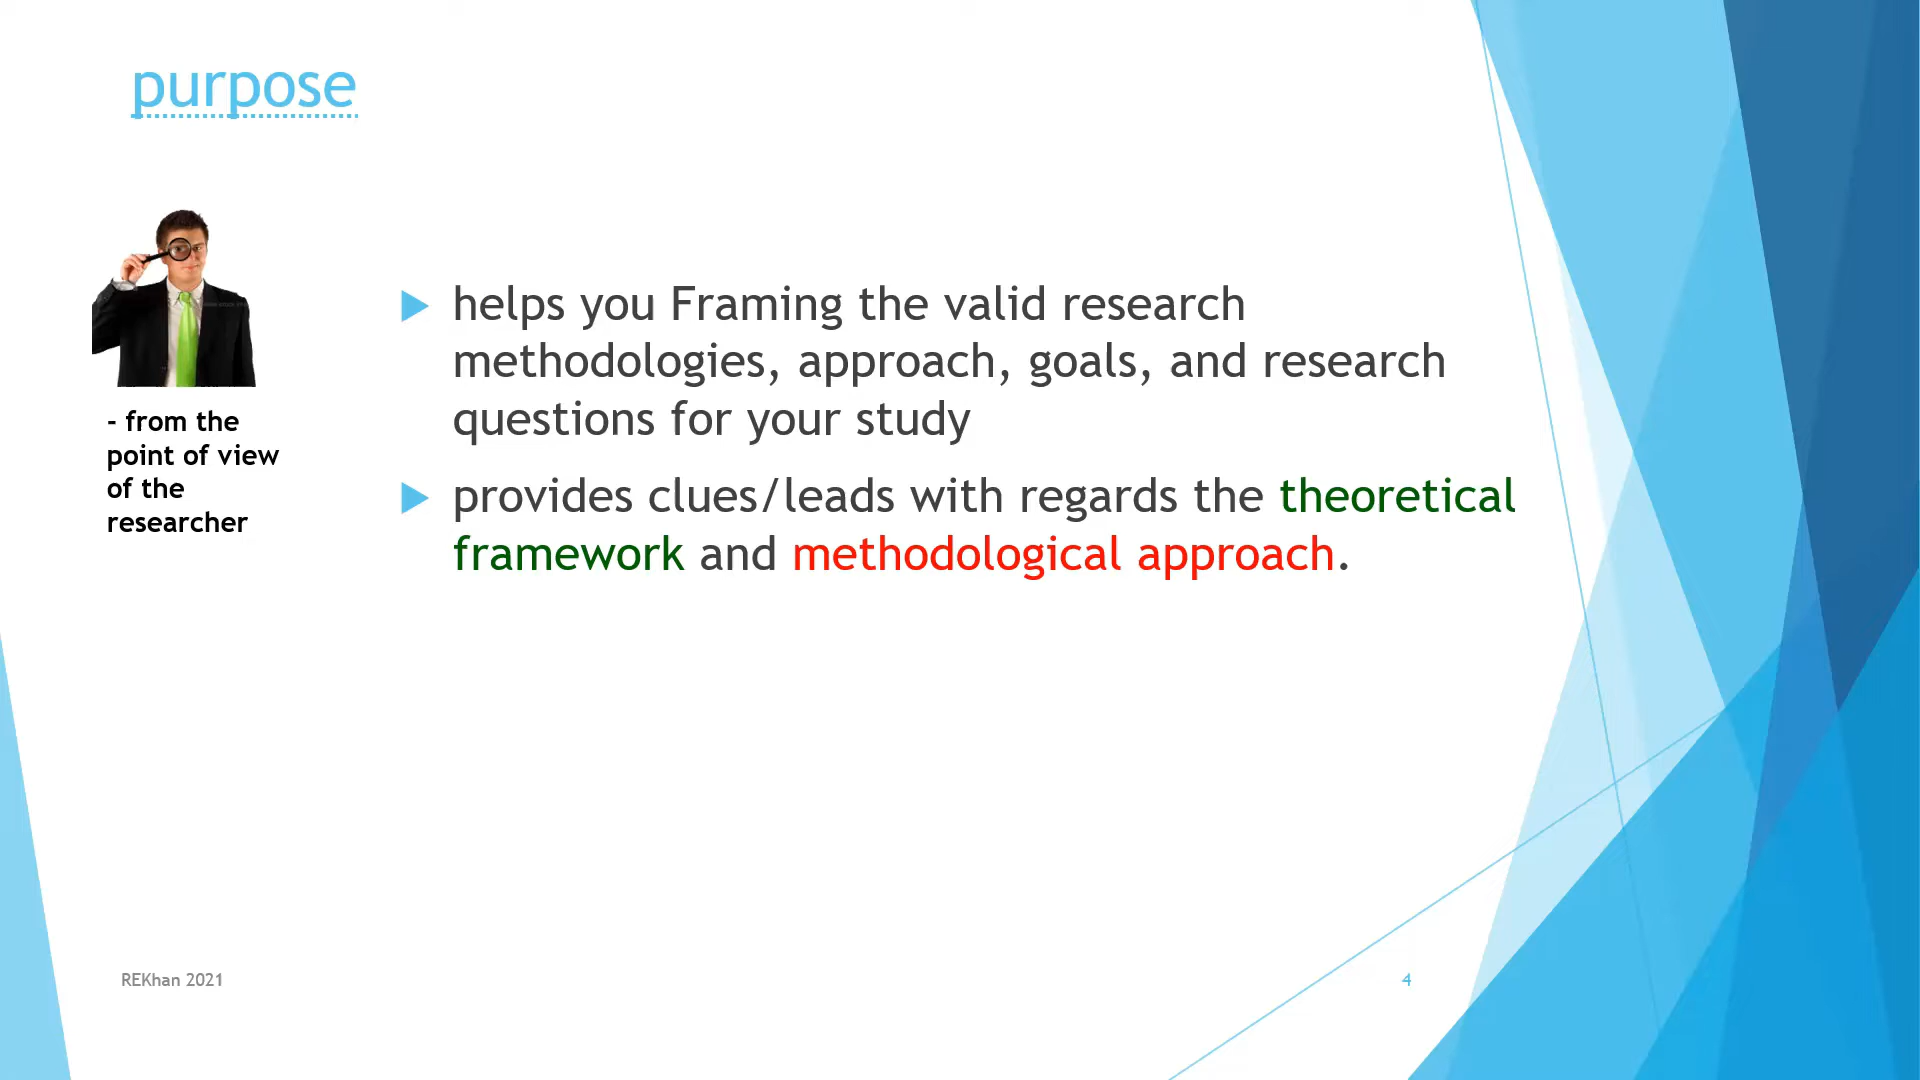 purpose
- from the
point of view
of the
researcher
helps you Framing the valid research
methodologies, approach, goals, and research
questions for your study
provides clues/leads with regards the theoretical
framework and methodological approach.
REKhan 2021
4